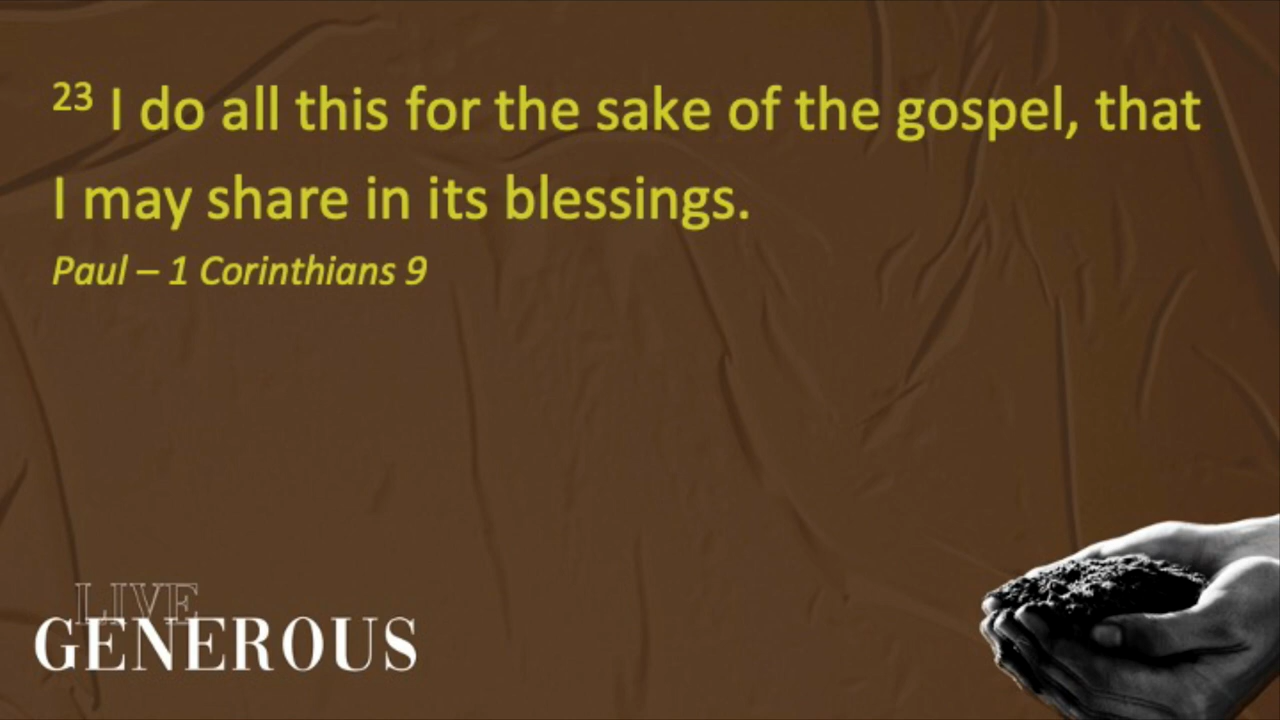 23 I do all this for the sake of the gospel, that
I may share in its blessings.
Paul – 1 Corinthians 9
LIVE
GENEROUS